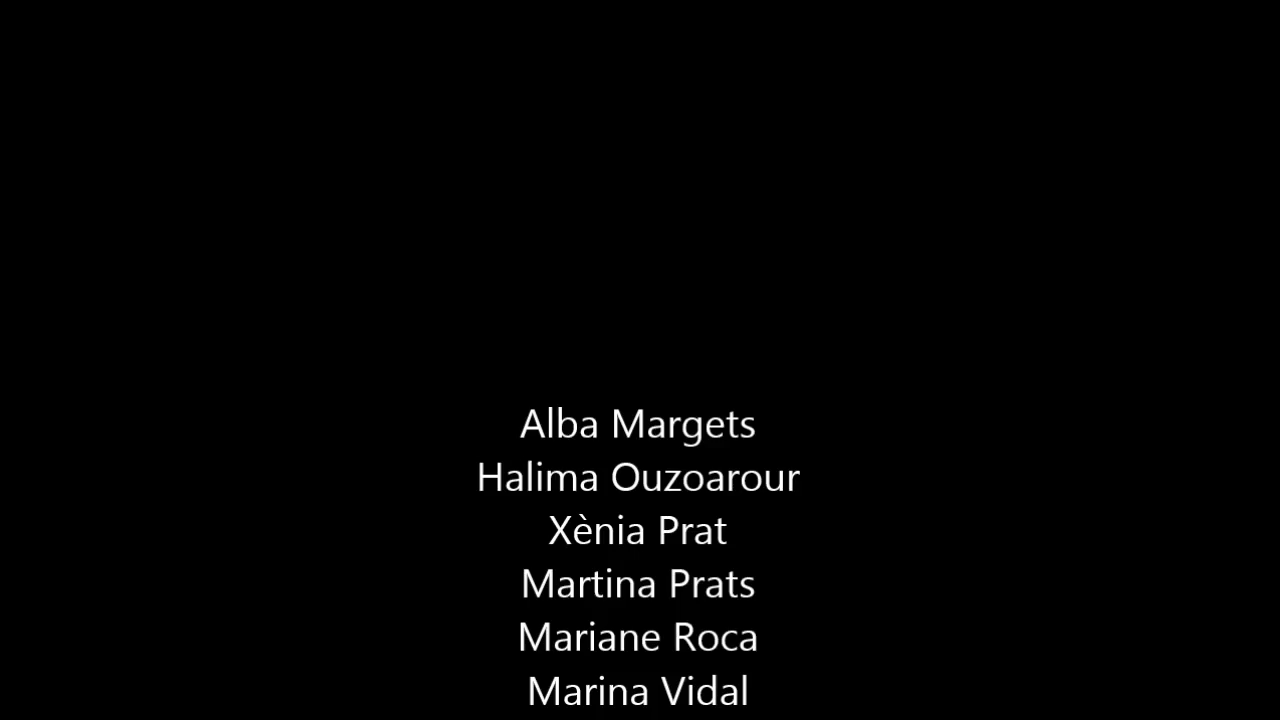 Alba Margets
Halima Ouzoarour
Xènia Prat
Martina Prats
Mariane Roca
Marina Vidal